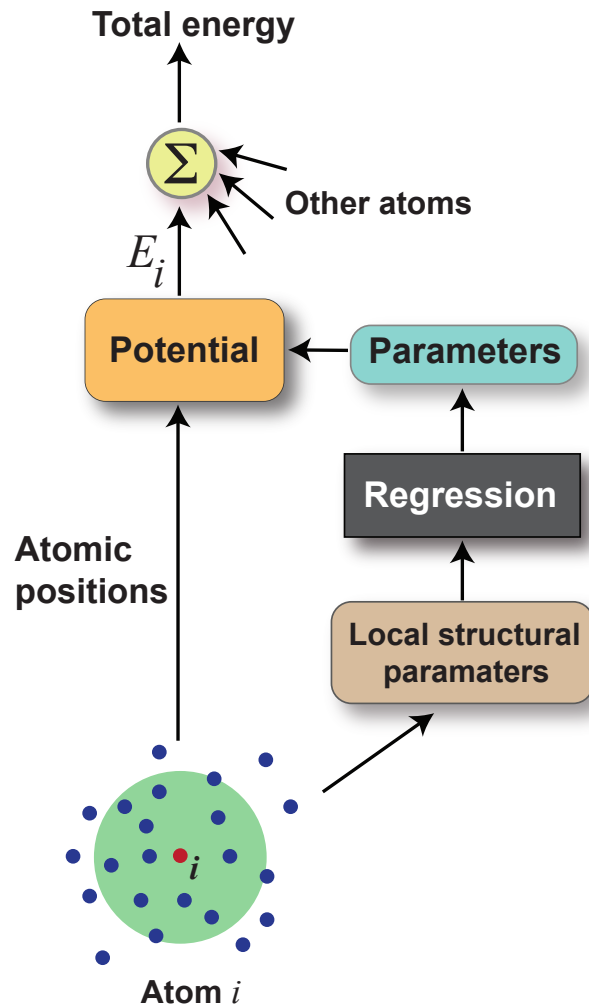 Total energy
Σ
Other atoms
E_i
Potential
Parameters
Regression
Atomic
positions
Local structural
paramaters
i
Atom i